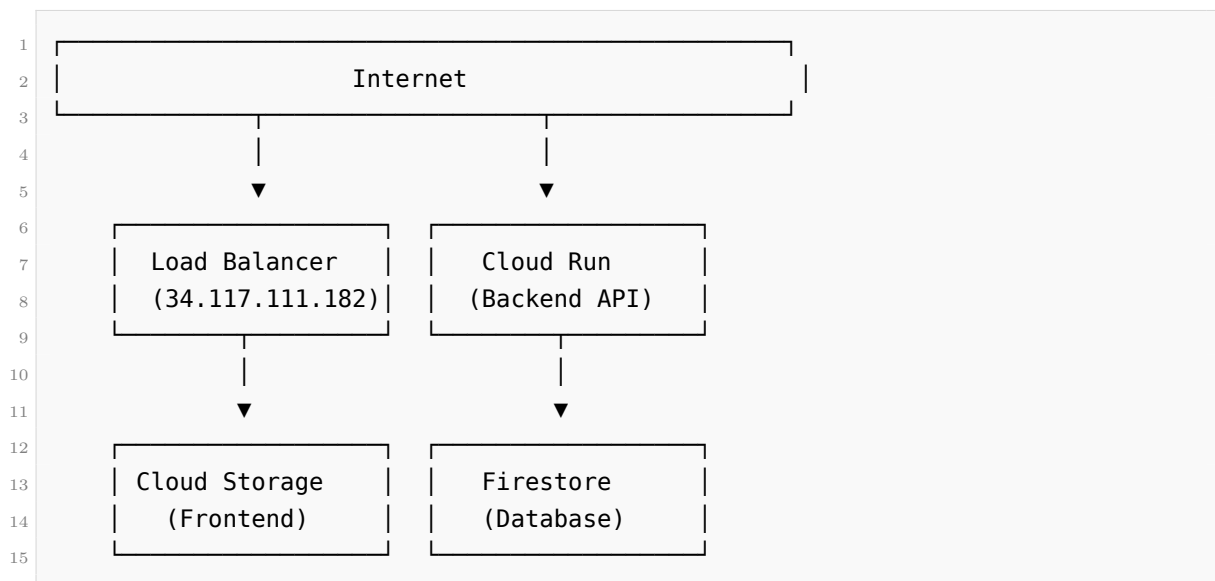 1 ┌──────────────────────────────────────────────────┐
2 │                    Internet                       │
3 └─────────────┬───────────────────┬────────────────┘
4               │                   │
5               ▼                   ▼
6     ┌──────────────────┐  ┌──────────────────┐
7     │  Load Balancer   │  │   Cloud Run      │
8     │  (34.117.111.182)│  │  (Backend API)   │
9     └────────┬─────────┘  └────────┬─────────┘
10             │                     │
11             ▼                     ▼
12    ┌──────────────────┐  ┌──────────────────┐
13    │ Cloud Storage    │  │   Firestore      │
14    │   (Frontend)     │  │   (Database)     │
15    └──────────────────┘  └──────────────────┘